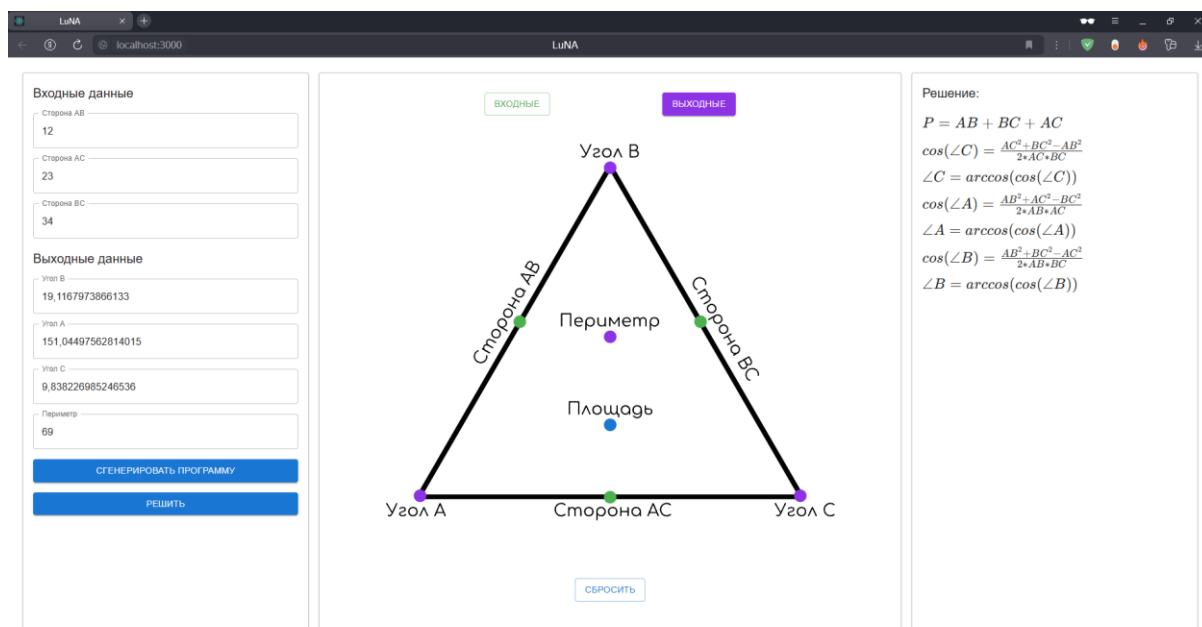 LuNA
localhost:3000
LuNA
Входные данные
Сторона AB
12
Сторона AC
23
Сторона BC
34
Выходные данные
Угол B
19,1167973866133
Угол A
151,04497562814015
Угол C
9,838226985246536
Периметр
69
СГЕНЕРИРОВАТЬ ПРОГРАММУ
РЕШИТЬ
ВХОДНЫЕ
ВЫХОДНЫЕ
Угол B
Сторона AB
Сторона BC
Периметр
Площадь
Угол A
Сторона AC
Угол C
СБРОСИТЬ
Решение:
P = AB + BC + AC
cos(∠C) = \frac{AC²+BC²−AB²}{2∗AC∗BC}
∠C = arccos(cos(∠C))
cos(∠A) = \frac{AB²+AC²−BC²}{2∗AB∗AC}
∠A = arccos(cos(∠A))
cos(∠B) = \frac{AB²+BC²−AC²}{2∗AB∗BC}
∠B = arccos(cos(∠B))